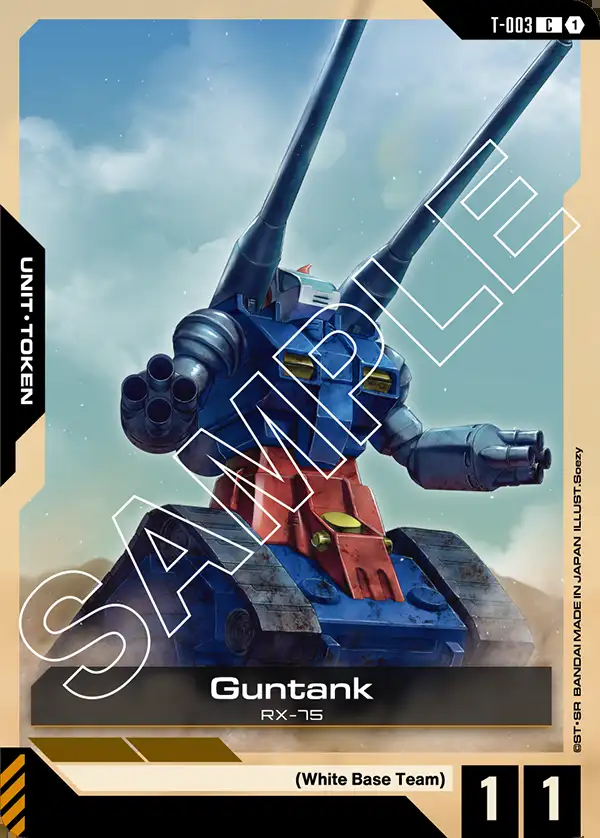 T-003 C 1
UNIT・TOKEN
SAMPLE
©ST・SR BANDAI MADE IN JAPAN ILLUST.Soezy
Guntank
RX-75
(White Base Team)
1 1